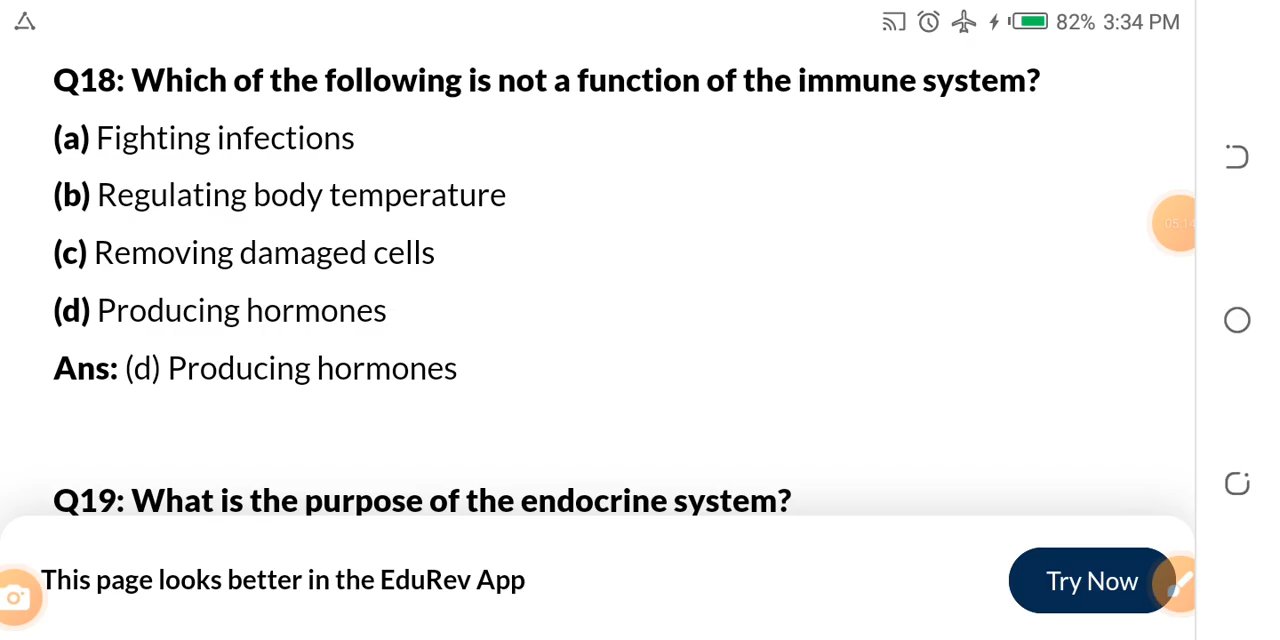 82% 3:34 PM
Q18: Which of the following is not a function of the immune system?
(a) Fighting infections
(b) Regulating body temperature
(c) Removing damaged cells
(d) Producing hormones
Ans: (d) Producing hormones
Q19: What is the purpose of the endocrine system?
This page looks better in the EduRev App
Try Now